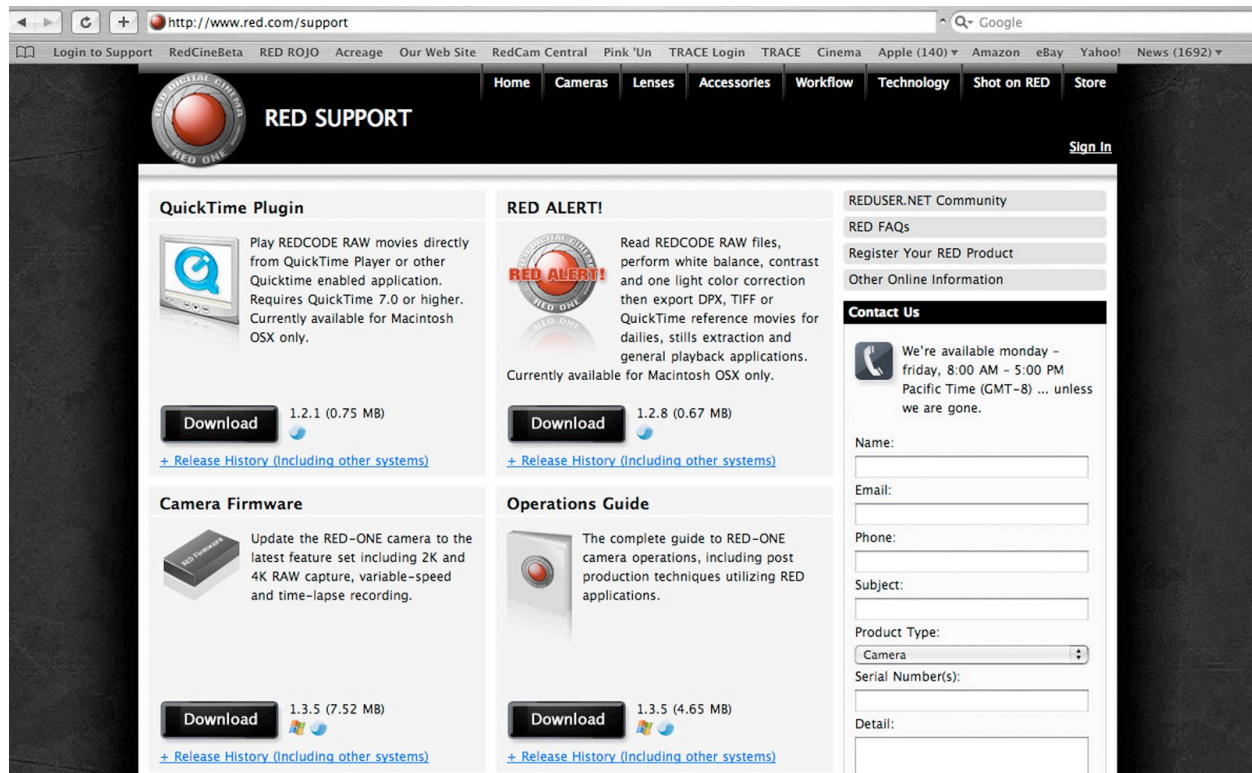 http://www.red.com/support
Google
Login to Support RedCineBeta RED ROJO Acreage Our Web Site RedCam Central Pink 'Un TRACE Login TRACE Cinema Apple (140) Amazon eBay Yahoo! News (1692)
Home Cameras Lenses Accessories Workflow Technology Shot on RED Store
RED DIGITAL CINEMA
RED ONE
RED SUPPORT
Sign In
QuickTime Plugin
Play REDCODE RAW movies directly
from QuickTime Player or other
Quicktime enabled application.
Requires QuickTime 7.0 or higher.
Currently available for Macintosh
OSX only.
Download
1.2.1 (0.75 MB)
+ Release History (Including other systems)
RED ALERT!
RED ALERT!
RED ONE
Read REDCODE RAW files,
perform white balance, contrast
and one light color correction
then export DPX, TIFF or
QuickTime reference movies for
dailies, stills extraction and
general playback applications.
Currently available for Macintosh OSX only.
Download
1.2.8 (0.67 MB)
+ Release History (Including other systems)
Camera Firmware
RED Firmware
Update the RED-ONE camera to the
latest feature set including 2K and
4K RAW capture, variable-speed
and time-lapse recording.
Download
1.3.5 (7.52 MB)
+ Release History (Including other systems)
Operations Guide
The complete guide to RED-ONE
camera operations, including post
production techniques utilizing RED
applications.
Download
1.3.5 (4.65 MB)
+ Release History (Including other systems)
REDUSER.NET Community
RED FAQs
Register Your RED Product
Other Online Information
Contact Us
We're available monday –
friday, 8:00 AM – 5:00 PM
Pacific Time (GMT-8) ... unless
we are gone.
Name:
Email:
Phone:
Subject:
Product Type:
Camera
Serial Number(s):
Detail: